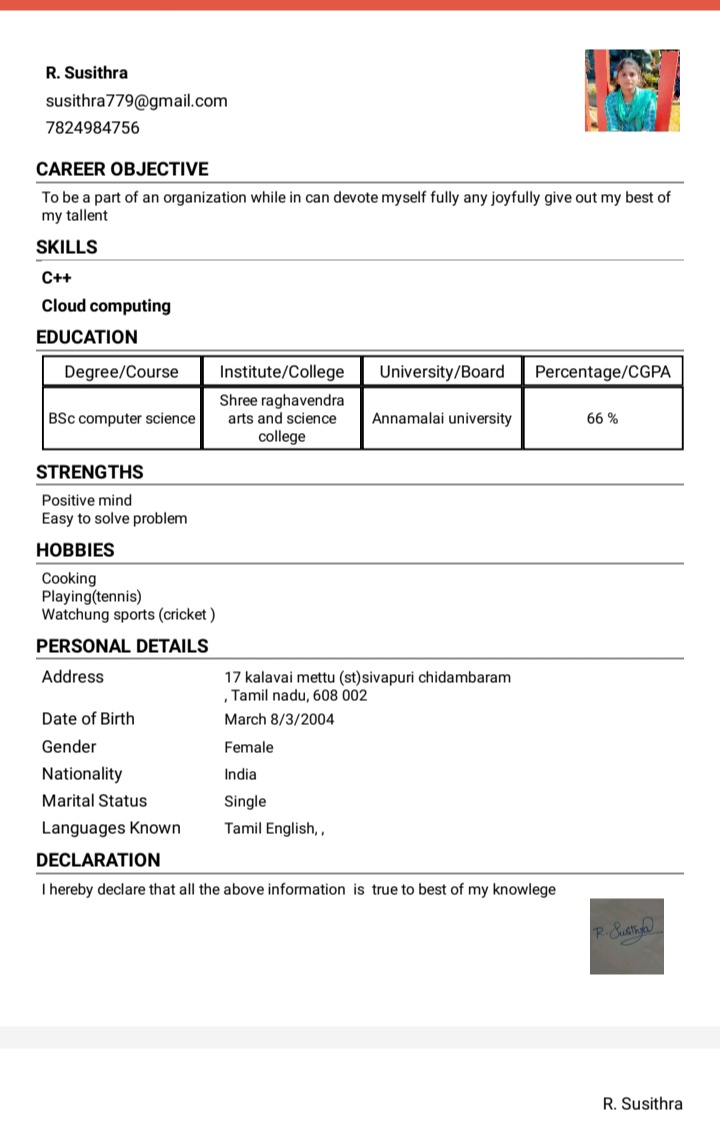 R. Susithra
susithra779@gmail.com
7824984756
CAREER OBJECTIVE
To be a part of an organization while in can devote myself fully any joyfully give out my best of
my tallent
SKILLS
C++
Cloud computing
EDUCATION
Degree/Course Institute/College University/Board Percentage/CGPA
BSc computer science Shree raghavendra arts and science college Annamalai university 66 %
STRENGTHS
Positive mind
Easy to solve problem
HOBBIES
Cooking
Playing(tennis)
Watchung sports (cricket )
PERSONAL DETAILS
Address 17 kalavai mettu (st)sivapuri chidambaram
, Tamil nadu, 608 002
Date of Birth March 8/3/2004
Gender Female
Nationality India
Marital Status Single
Languages Known Tamil English, ,
DECLARATION
I hereby declare that all the above information is true to best of my knowlege
R. Susithra
R. Susithra